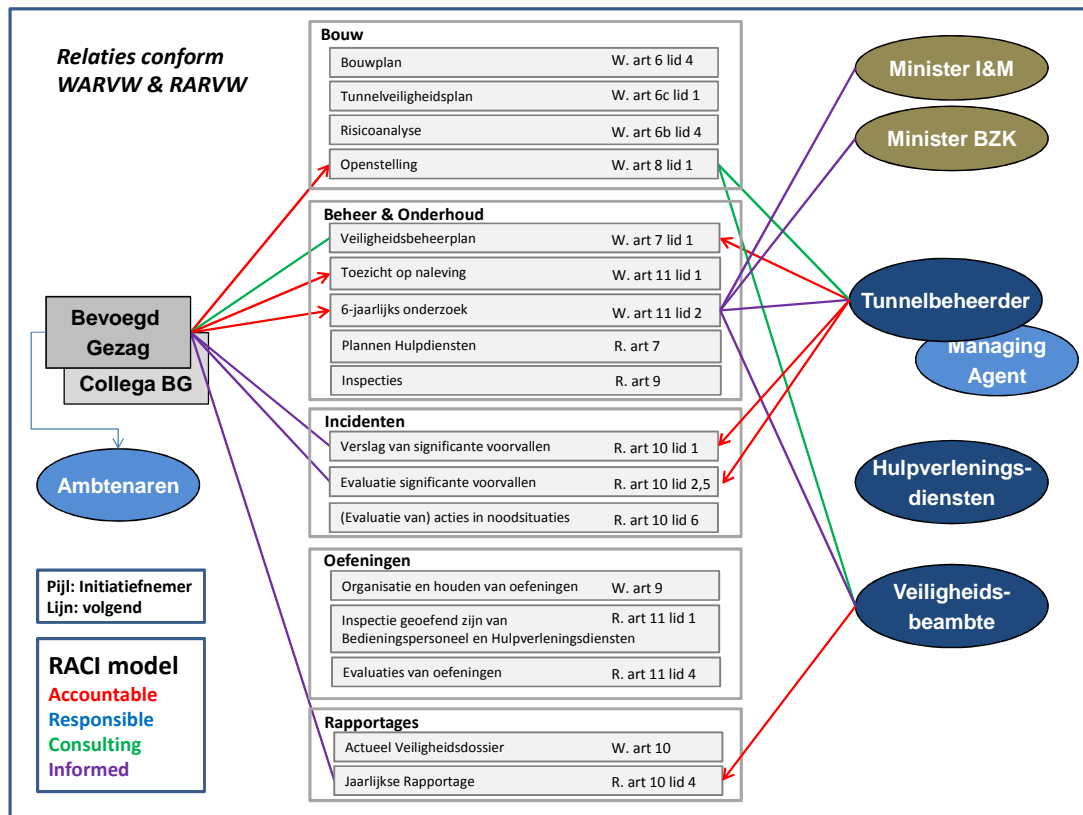 Relaties conform
WARVW & RARVW
Bouw
Bouwplan W. art 6 lid 4
Tunnelveiligheidsplan W. art 6c lid 1
Risicoanalyse W. art 6b lid 4
Openstelling W. art 8 lid 1
Beheer & Onderhoud
Veiligheidsbeheerplan W. art 7 lid 1
Toezicht op naleving W. art 11 lid 1
6-jaarlijks onderzoek W. art 11 lid 2
Plannen Hulpdiensten R. art 7
Inspecties R. art 9
Incidenten
Verslag van significante voorvallen R. art 10 lid 1
Evaluatie significante voorvallen R. art 10 lid 2,5
(Evaluatie van) acties in noodsituaties R. art 10 lid 6
Oefeningen
Organisatie en houden van oefeningen W. art 9
Inspectie geoefend zijn van R. art 11 lid 1
Bedieningspersoneel en Hulpverleningsdiensten
Evaluaties van oefeningen R. art 11 lid 4
Rapportages
Actueel Veiligheidsdossier W. art 10
Jaarlijkse Rapportage R. art 10 lid 4
Bevoegd
Gezag
Collega BG
Ambtenaren
Pijl: Initiatiefnemer
Lijn: volgend
RACI model
Accountable
Responsible
Consulting
Informed
Minister I&M
Minister BZK
Tunnelbeheerder
Managing
Agent
Hulpverlenings-
diensten
Veiligheids-
beambte